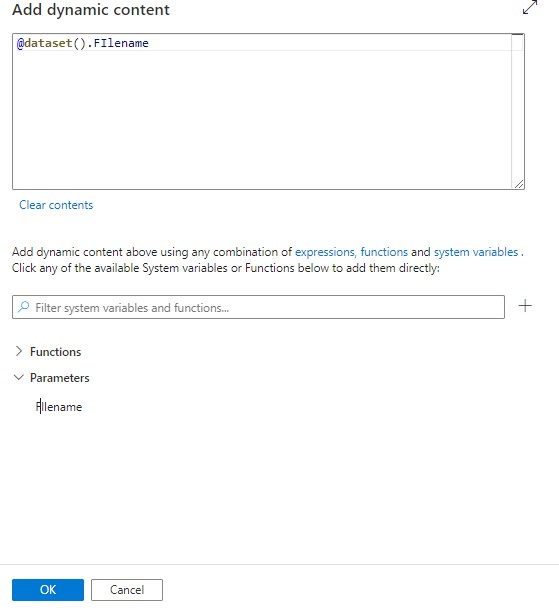 Add dynamic content
@dataset().FIlename
Clear contents
Add dynamic content above using any combination of expressions, functions and system variables .
Click any of the available System variables or Functions below to add them directly:
Filter system variables and functions...
Functions
Parameters
FIlename
OK
Cancel